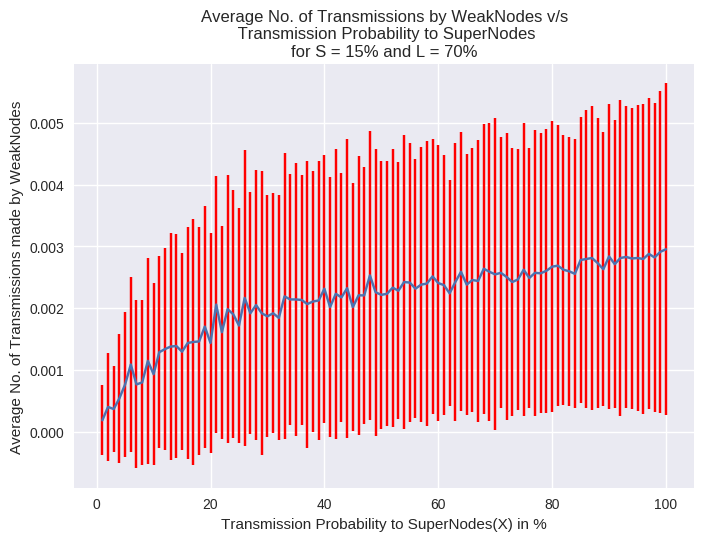 Average No. of Transmissions by WeakNodes v/s
Transmission Probability to SuperNodes
for S = 15% and L = 70%
Average No. of Transmissions made by WeakNodes
0.005
0.004
0.003
0.002
0.001
0.000
0 20 40 60 80 100
Transmission Probability to SuperNodes(X) in %